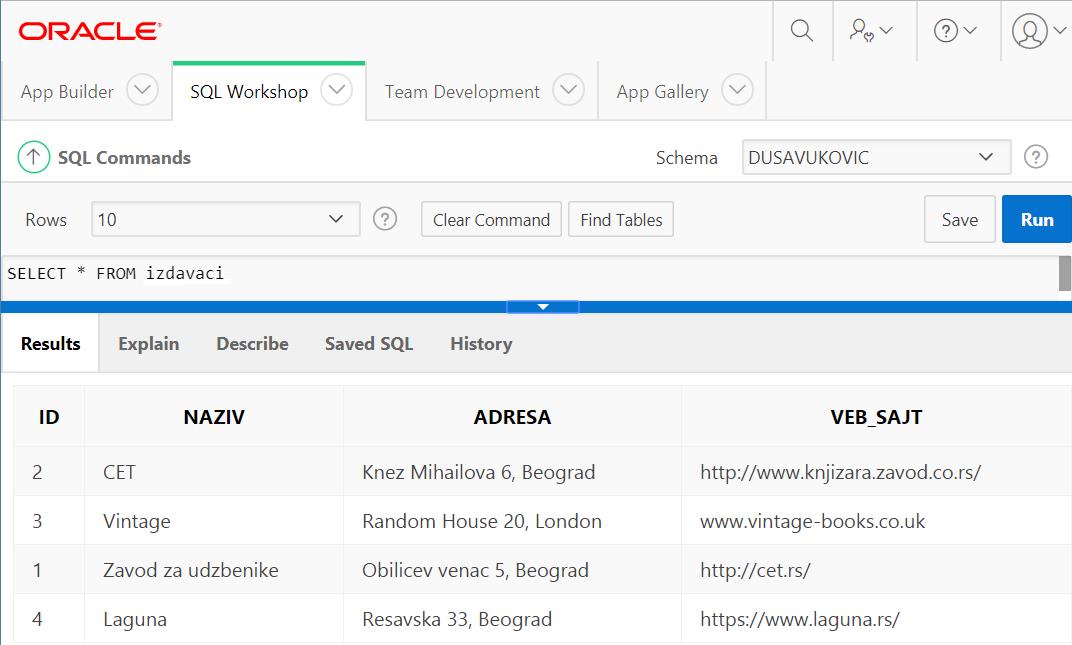 ORACLE
App Builder SQL Workshop Team Development App Gallery
SQL Commands Schema DUSAVUKOVIC
Rows 10 Clear Command Find Tables Save Run
SELECT * FROM izdavaci
Results Explain Describe Saved SQL History
ID NAZIV ADRESA VEB_SAJT
2 CET Knez Mihailova 6, Beograd http://www.knjizara.zavod.co.rs/
3 Vintage Random House 20, London www.vintage-books.co.uk
1 Zavod za udzbenike Obilicev venac 5, Beograd http://cet.rs/
4 Laguna Resavska 33, Beograd https://www.laguna.rs/